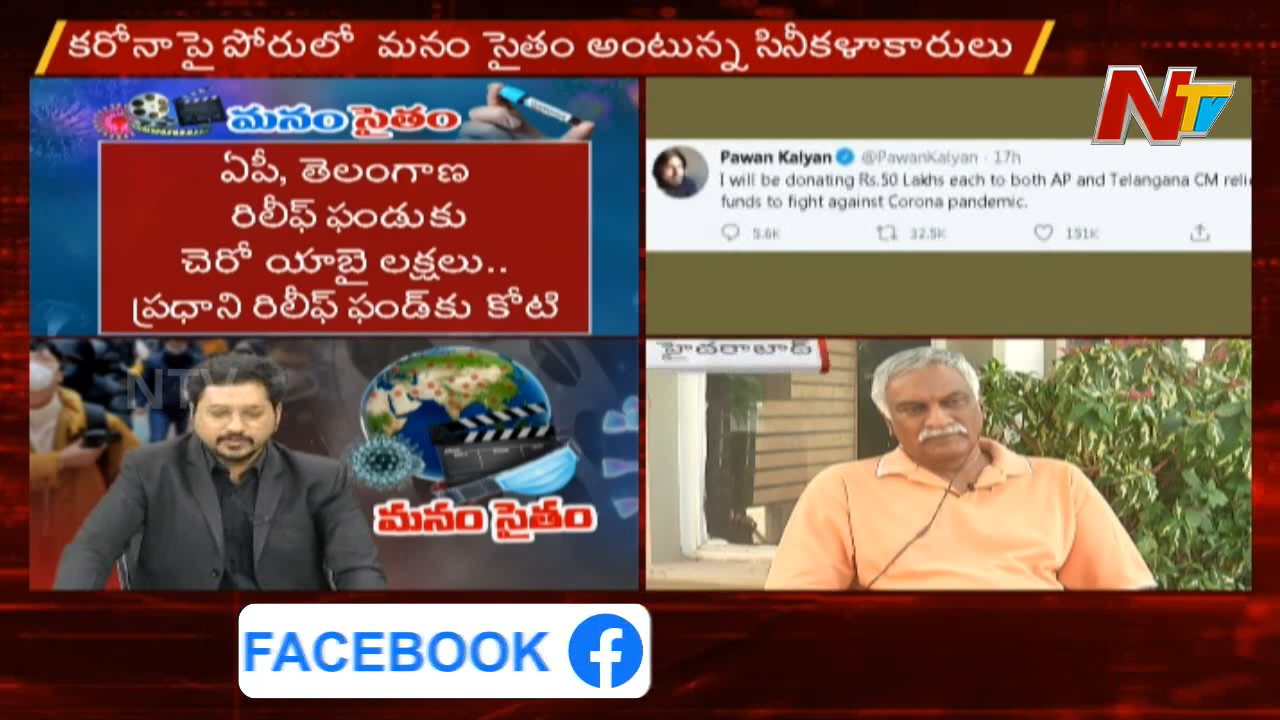 కరోనాపై పోరులో మనం సైతం అంటున్న సినీకళాకారులు
NTV
మనం సైతం
ఏపీ, తెలంగాణ
రిలీఫ్ ఫండుకు
చెరో యాబై లక్షలు..
ప్రధాని రిలీఫ్ ఫండ్‌కు కోటి
Pawan Kalyan @PawanKalyan · 17h
I will be donating Rs.50 Lakhs each to both AP and Telangana CM relie
funds to fight against Corona pandemic.
5.6K 32.5K 151K
NTV
మనం సైతం
హైదరాబాద్
FACEBOOK